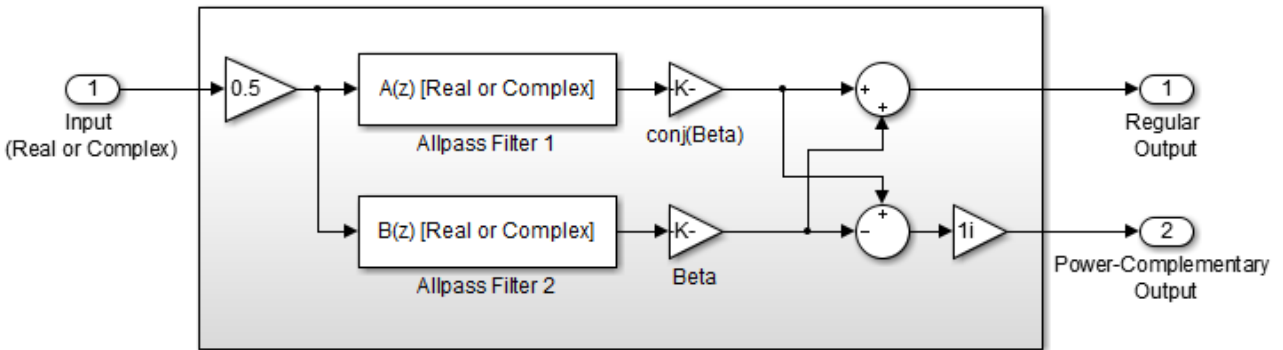 1
Input
(Real or Complex)
0.5
A(z) [Real or Complex]
Allpass Filter 1
-K-
conj(Beta)
+
+
1
Regular
Output
B(z) [Real or Complex]
Allpass Filter 2
-K-
Beta
+
−
1i
2
Power-Complementary
Output